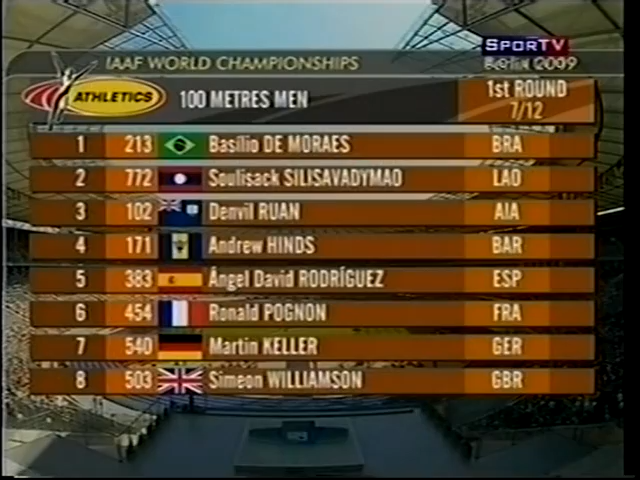 SPORTV
IAAF WORLD CHAMPIONSHIPS Berlin 2009
ATHLETICS 100 METRES MEN 1st ROUND
7/12
1 213 Basílio DE MORAES BRA
2 772 Soulisack SILISAVADYMAO LAO
3 102 Denvil RUAN AIA
4 171 Andrew HINDS BAR
5 383 Ángel David RODRÍGUEZ ESP
6 454 Ronald POGNON FRA
7 540 Martin KELLER GER
8 503 Simeon WILLIAMSON GBR